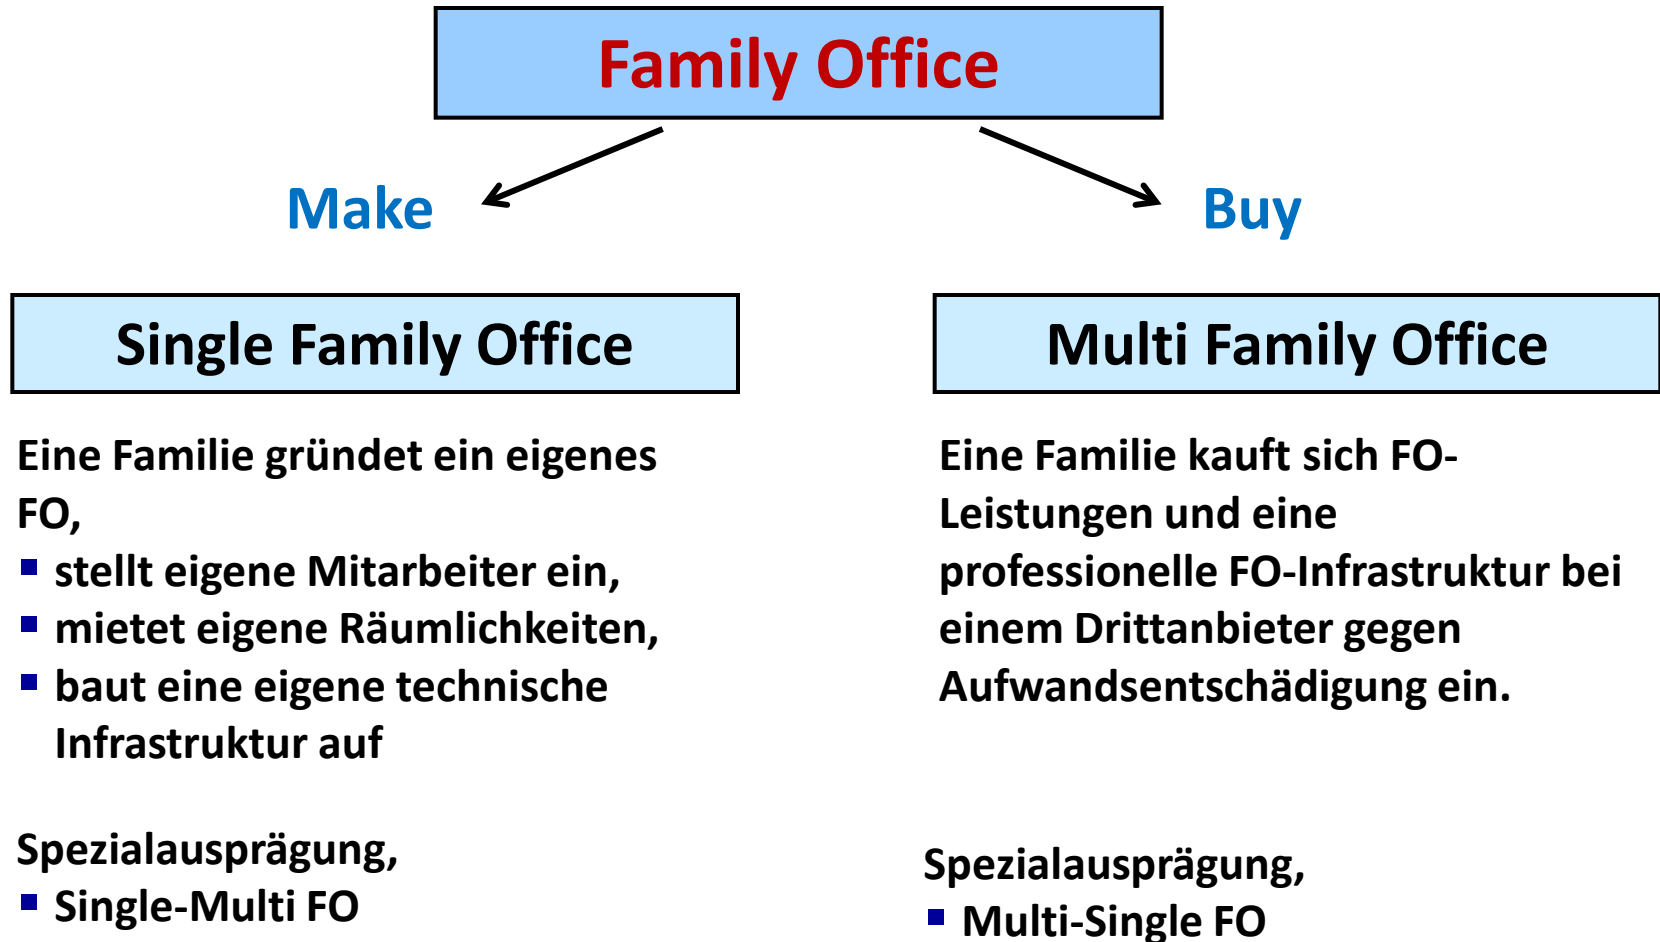 Family Office
Make
Buy
Single Family Office
Eine Familie gründet ein eigenes
FO,
▪ stellt eigene Mitarbeiter ein,
▪ mietet eigene Räumlichkeiten,
▪ baut eine eigene technische
Infrastruktur auf
Spezialausprägung,
▪ Single-Multi FO
Multi Family Office
Eine Familie kauft sich FO-
Leistungen und eine
professionelle FO-Infrastruktur bei
einem Drittanbieter gegen
Aufwandsentschädigung ein.
Spezialausprägung,
▪ Multi-Single FO